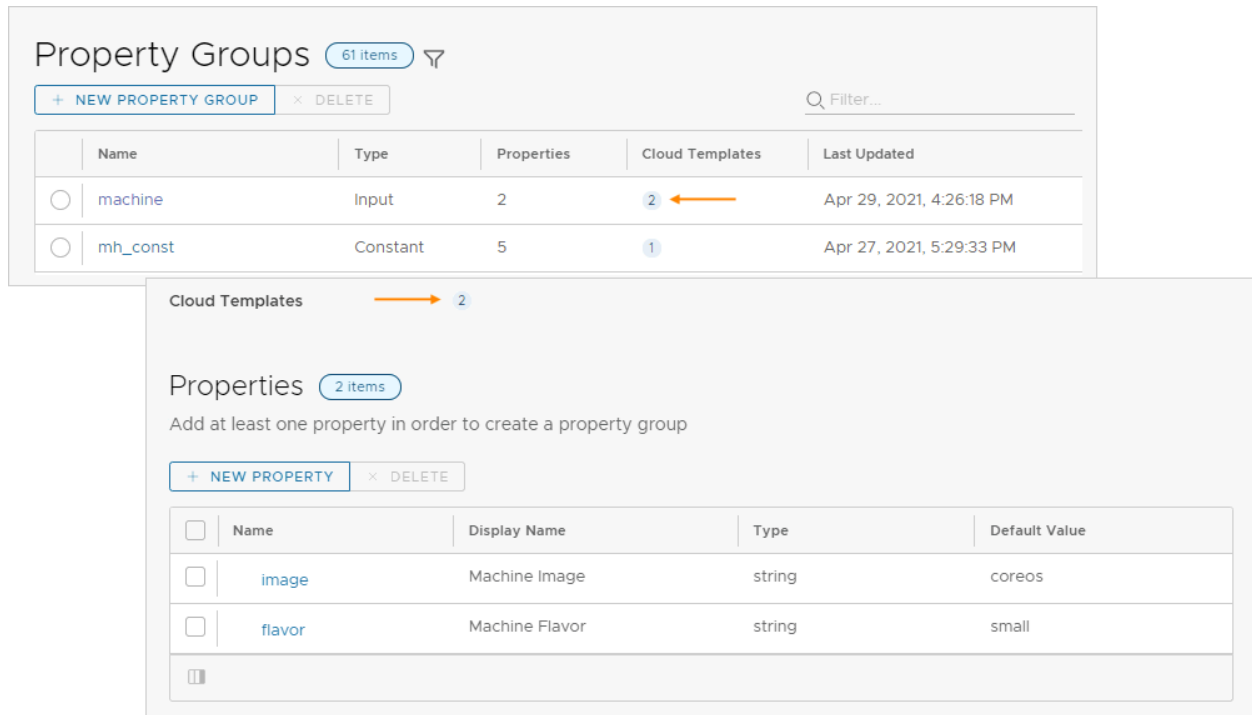 Property Groups 61 items
+ NEW PROPERTY GROUP × DELETE Filter...
Name Type Properties Cloud Templates Last Updated
machine Input 2 2 Apr 29, 2021, 4:26:18 PM
mh_const Constant 5 1 Apr 27, 2021, 5:29:33 PM
Cloud Templates 2
Properties 2 items
Add at least one property in order to create a property group
+ NEW PROPERTY × DELETE
Name Display Name Type Default Value
image Machine Image string coreos
flavor Machine Flavor string small